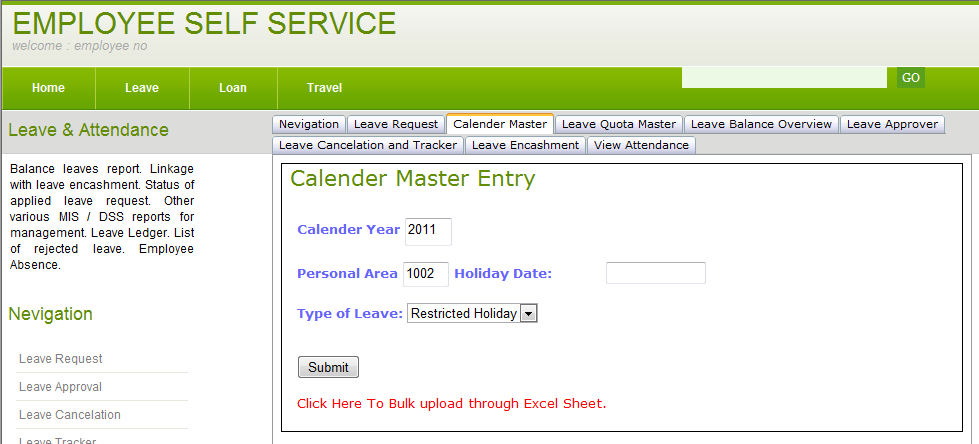 EMPLOYEE SELF SERVICE
welcome : employee no
GO
Home Leave Loan Travel
Leave & Attendance
Balance leaves report. Linkage
with leave encashment. Status of
applied leave request. Other
various MIS / DSS reports for
management. Leave Ledger. List
of rejected leave. Employee
Absence.
Nevigation
Leave Request
Leave Approval
Leave Cancelation
Leave Tracker
Nevigation Leave Request Calender Master Leave Quota Master Leave Balance Overview Leave Approver
Leave Cancelation and Tracker Leave Encashment View Attendance
Calender Master Entry
Calender Year 2011
Personal Area 1002 Holiday Date:
Type of Leave: Restricted Holiday
Submit
Click Here To Bulk upload through Excel Sheet.